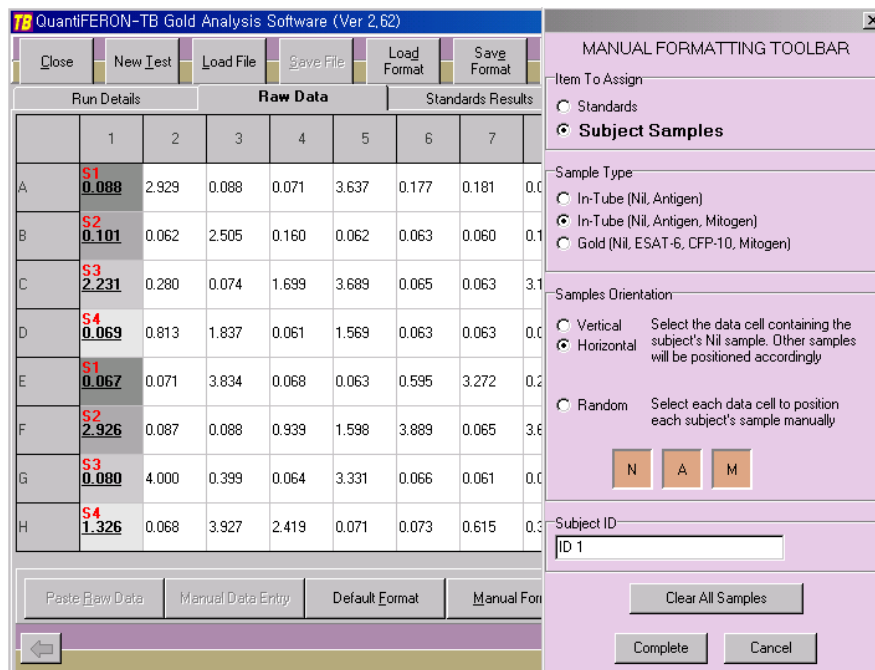 TB QuantiFERON-TB Gold Analysis Software (Ver 2,62)
Close New Test Load File Save File Load Format Save Format
Run Details Raw Data Standards Results
1 2 3 4 5 6 7
A S1 0.088 2.929 0.088 0.071 3.637 0.177 0.181
B S2 0.101 0.062 2.505 0.160 0.062 0.063 0.060
C S3 2.231 0.280 0.074 1.699 3.689 0.065 0.063
D S4 0.069 0.813 1.837 0.061 1.569 0.063 0.063
E S1 0.067 0.071 3.834 0.068 0.063 0.595 3.272
F S2 2.926 0.087 0.088 0.939 1.598 3.889 0.065
G S3 0.080 4.000 0.399 0.064 3.331 0.066 0.061
H S4 1.326 0.068 3.927 2.419 0.071 0.073 0.615
Paste Raw Data Manual Data Entry Default Format Manual
MANUAL FORMATTING TOOLBAR
Item To Assign
Standards
Subject Samples
Sample Type
In-Tube (Nil, Antigen)
In-Tube (Nil, Antigen, Mitogen)
Gold (Nil, ESAT-6, CFP-10, Mitogen)
Samples Orientation
Vertical
Horizontal
Select the data cell containing the
subject's Nil sample. Other samples
will be positioned accordingly
Random
Select each data cell to position
each subject's sample manually
N A M
Subject ID
ID 1
Clear All Samples
Complete Cancel